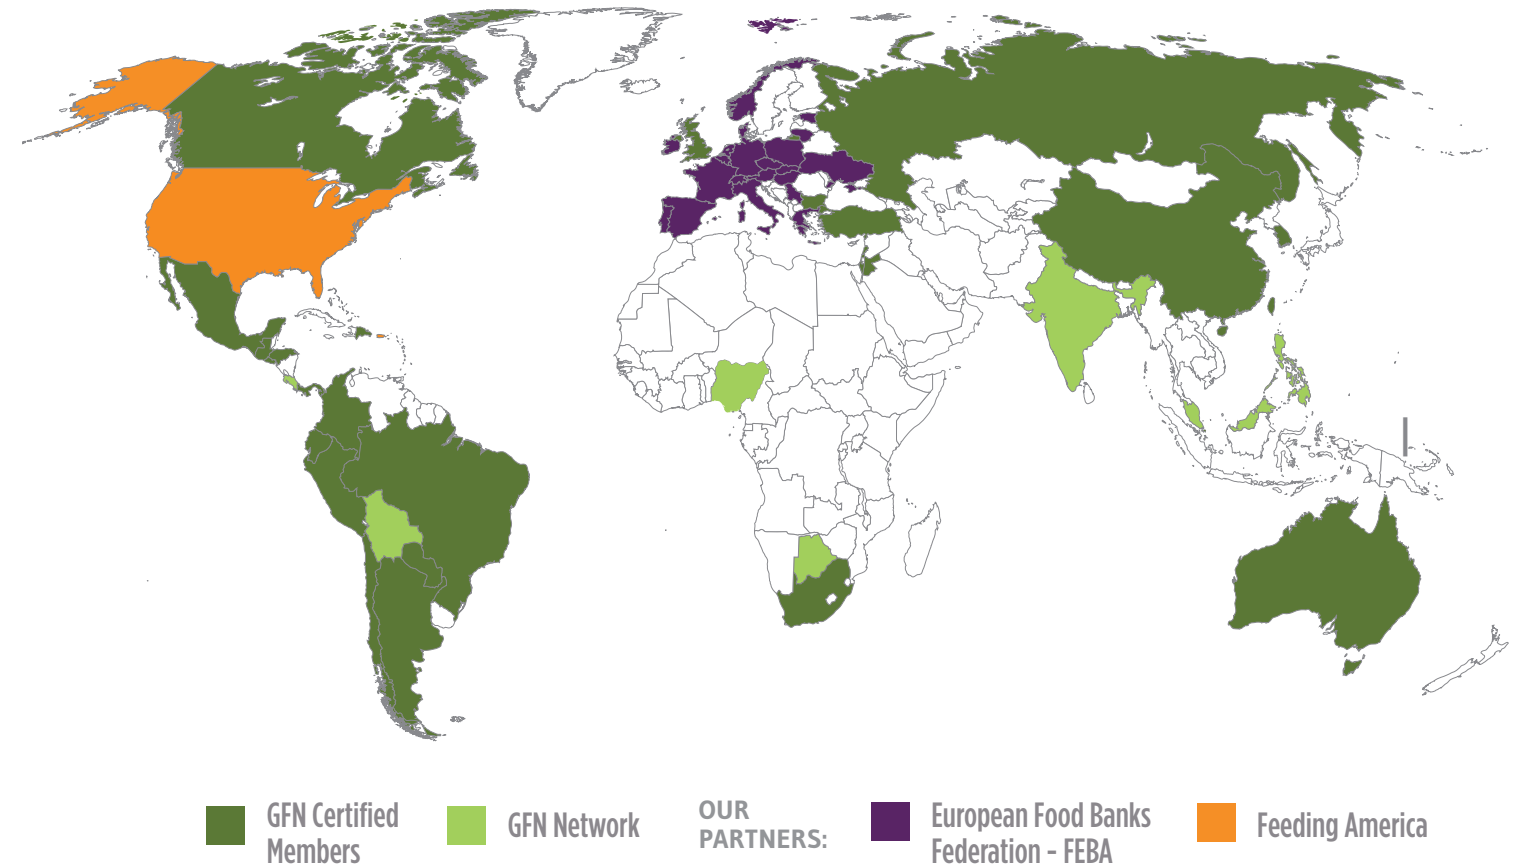 GFN Certified
Members
GFN Network
OUR
PARTNERS:
European Food Banks
Federation - FEBA
Feeding America